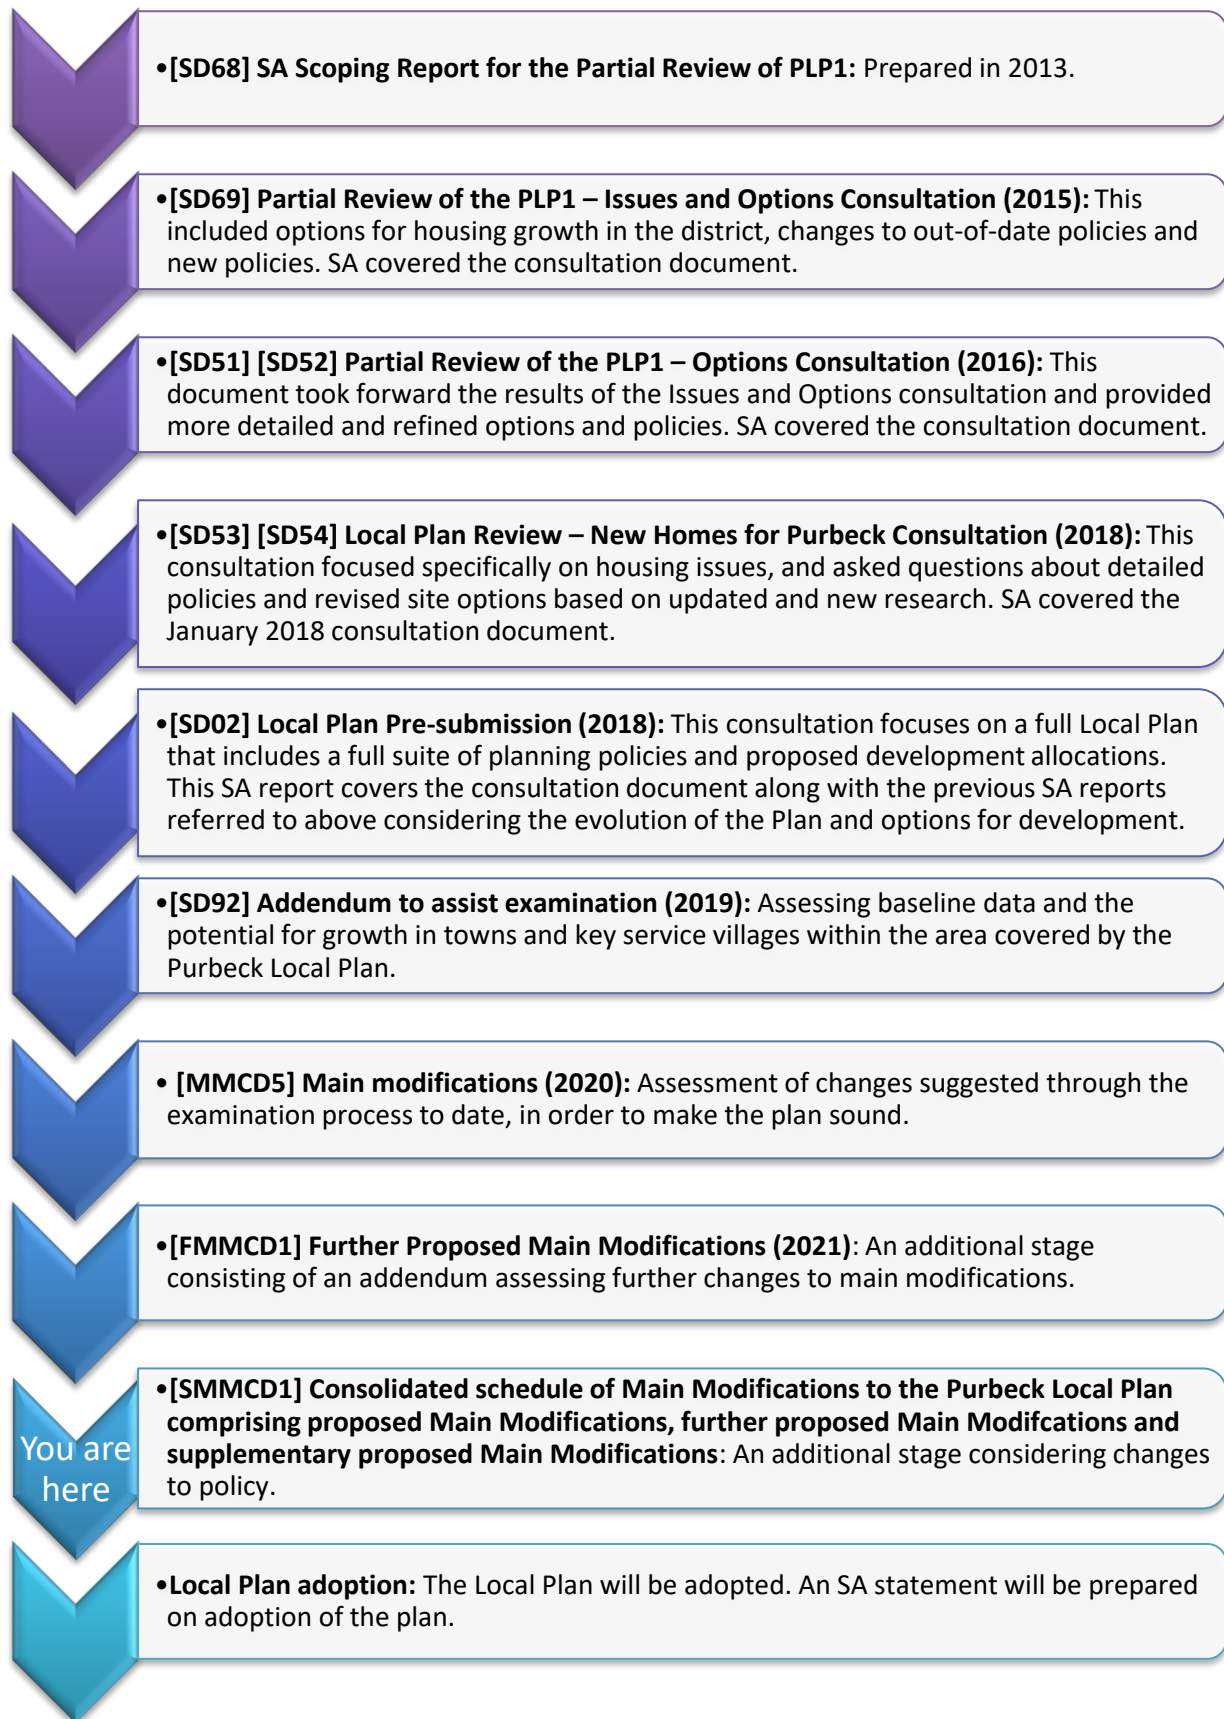 •[SD68] SA Scoping Report for the Partial Review of PLP1: Prepared in 2013.
•[SD69] Partial Review of the PLP1 – Issues and Options Consultation (2015): This
included options for housing growth in the district, changes to out-of-date policies and
new policies. SA covered the consultation document.
•[SD51] [SD52] Partial Review of the PLP1 – Options Consultation (2016): This
document took forward the results of the Issues and Options consultation and provided
more detailed and refined options and policies. SA covered the consultation document.
•[SD53] [SD54] Local Plan Review – New Homes for Purbeck Consultation (2018): This
consultation focused specifically on housing issues, and asked questions about detailed
policies and revised site options based on updated and new research. SA covered the
January 2018 consultation document.
•[SD02] Local Plan Pre-submission (2018): This consultation focuses on a full Local Plan
that includes a full suite of planning policies and proposed development allocations.
This SA report covers the consultation document along with the previous SA reports
referred to above considering the evolution of the Plan and options for development.
•[SD92] Addendum to assist examination (2019): Assessing baseline data and the
potential for growth in towns and key service villages within the area covered by the
Purbeck Local Plan.
• [MMCD5] Main modifications (2020): Assessment of changes suggested through the
examination process to date, in order to make the plan sound.
•[FMMCD1] Further Proposed Main Modifications (2021): An additional stage
consisting of an addendum assessing further changes to main modifications.
You are
here
•[SMMCD1] Consolidated schedule of Main Modifications to the Purbeck Local Plan
comprising proposed Main Modifications, further proposed Main Modifcations and
supplementary proposed Main Modifications: An additional stage considering changes
to policy.
•Local Plan adoption: The Local Plan will be adopted. An SA statement will be prepared
on adoption of the plan.